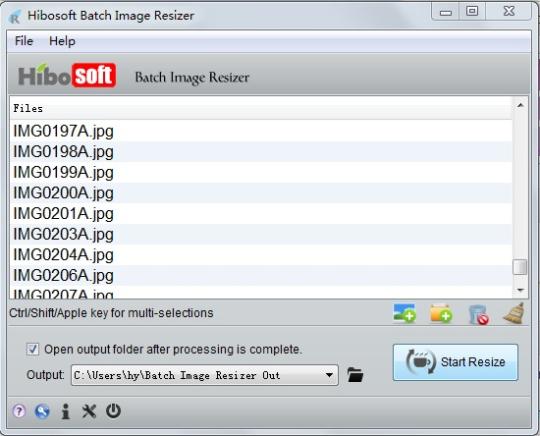 Hibosoft Batch Image Resizer
File Help
Hibosoft Batch Image Resizer
Files
IMG0197A.jpg
IMG0198A.jpg
IMG0199A.jpg
IMG0200A.jpg
IMG0201A.jpg
IMG0203A.jpg
IMG0204A.jpg
IMG0206A.jpg
IMG0207A.jpg
Ctrl/Shift/Apple key for multi-selections
Open output folder after processing is complete.
Output: C:\Users\hy\Batch Image Resizer Out
Start Resize